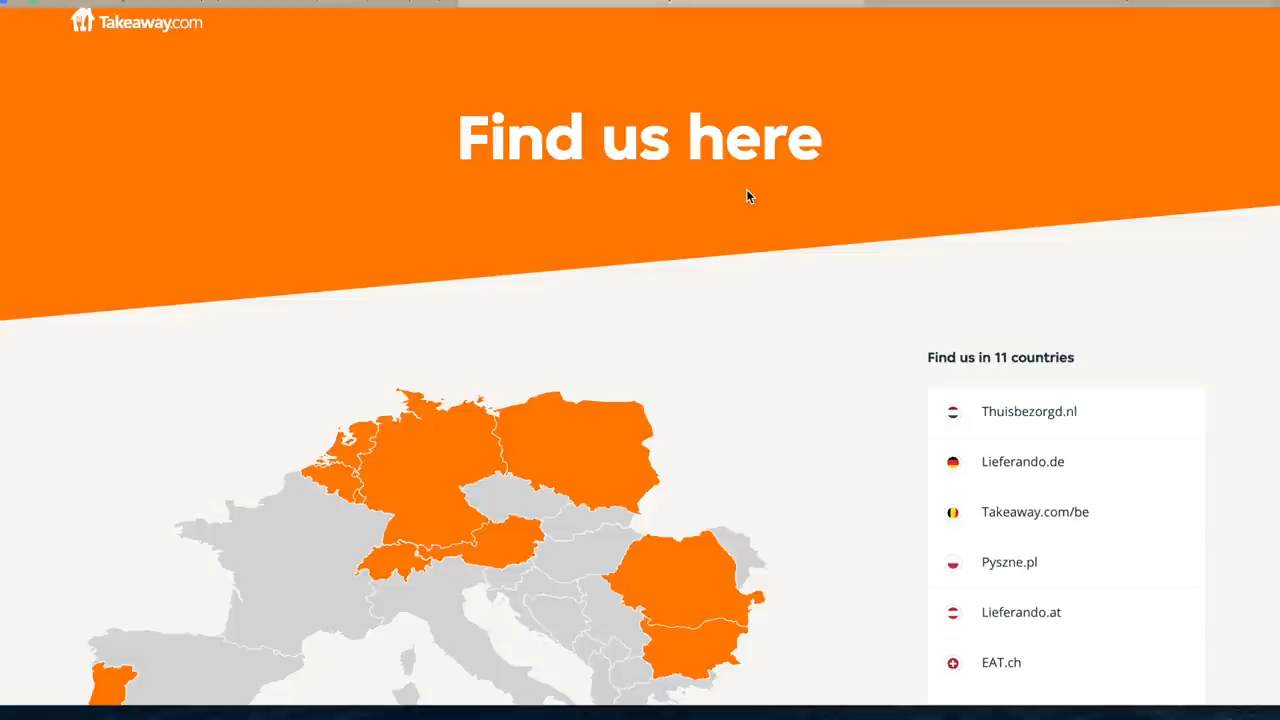 Takeaway.com
Find us here
Find us in 11 countries
Thuisbezorgd.nl
Lieferando.de
Takeaway.com/be
Pyszne.pl
Lieferando.at
EAT.ch